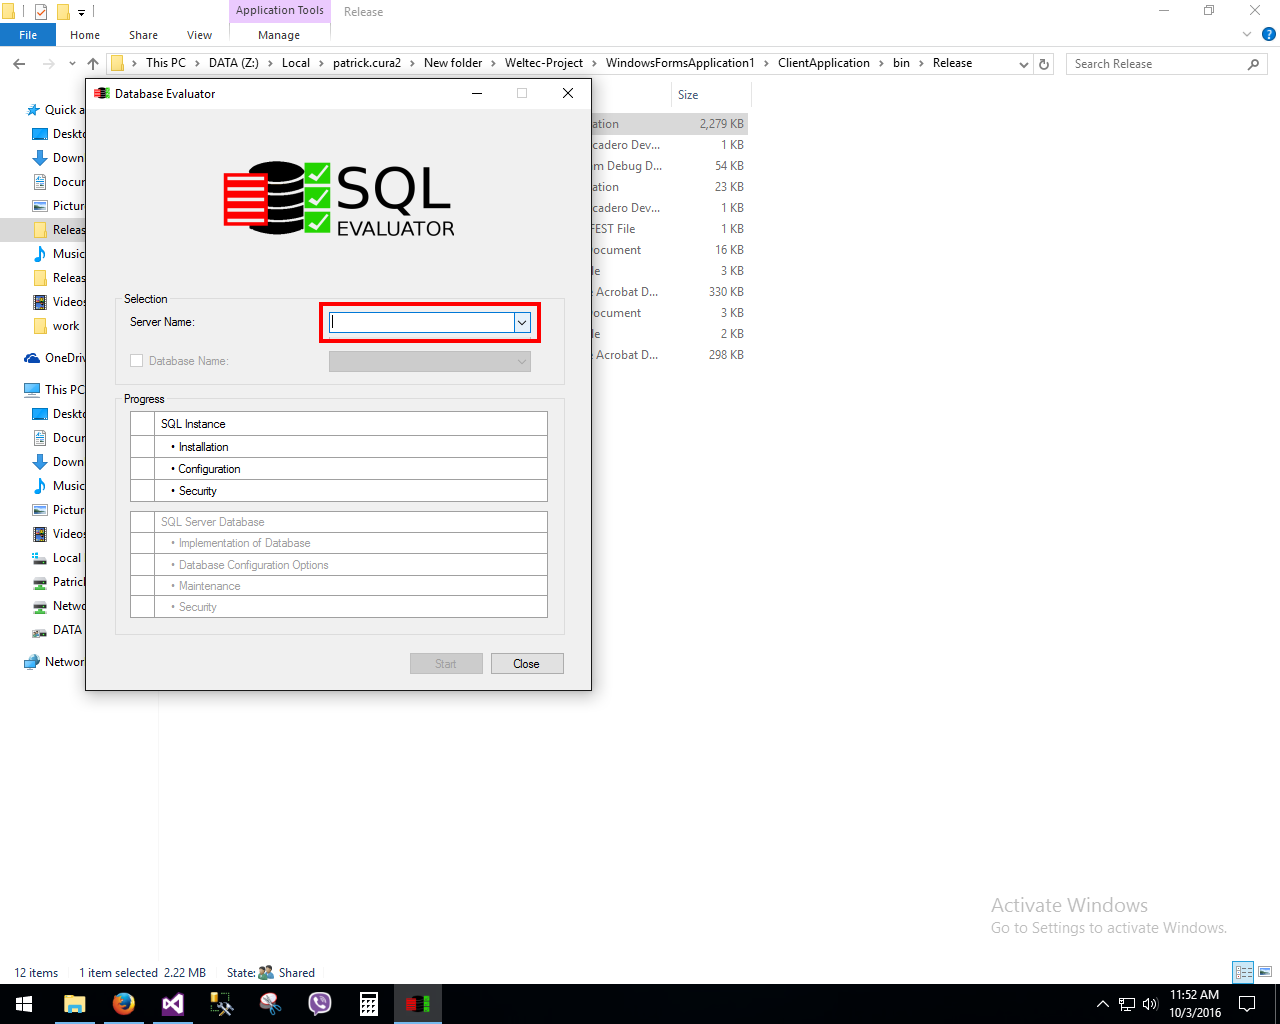 Application Tools
Release
File
Home
Share
View
Manage
This PC
DATA (Z:)
Local
patrick.cura2
New folder
Weltec-Project
WindowsFormsApplication1
ClientApplication
bin
Release
Search Release
Database Evaluator
SQL
EVALUATOR
Selection
Server Name:
Database Name:
Progress
SQL Instance
• Installation
• Configuration
• Security
SQL Server Database
• Implementation of Database
• Database Configuration Options
• Maintenance
• Security
Start
Close
Quick a
Deskto
Down
Docur
Pictur
Releas
Music
Releas
Videos
work
OneDriv
This PC
Deskto
Docur
Down
Music
Pictur
Videos
Local
Patrick
Netwo
DATA
Networ
Size
ation 2,279 KB
cadero Dev... 1 KB
m Debug D... 54 KB
ation 23 KB
cadero Dev... 1 KB
FEST File 1 KB
ocument 16 KB
le 3 KB
e Acrobat D... 330 KB
ocument 3 KB
le 2 KB
e Acrobat D... 298 KB
Activate Windows
Go to Settings to activate Windows.
12 items
1 item selected 2.22 MB
State: Shared
11:52 AM
10/3/2016